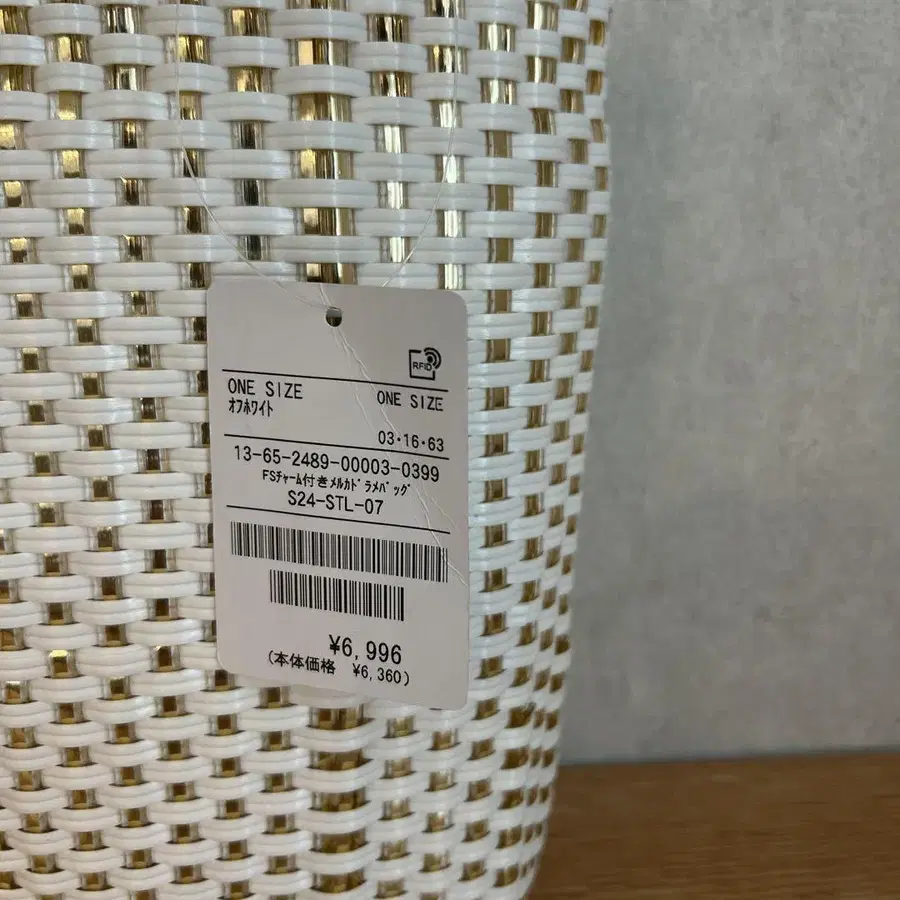 RFID
ONE SIZE ONE SIZE
オフホワイト
03・16・63
13-65-2489-00003-0399
FSチャーム付きメルカドラメバッグ
S24-STL-07
¥6,996
(本体価格 ¥6,360)